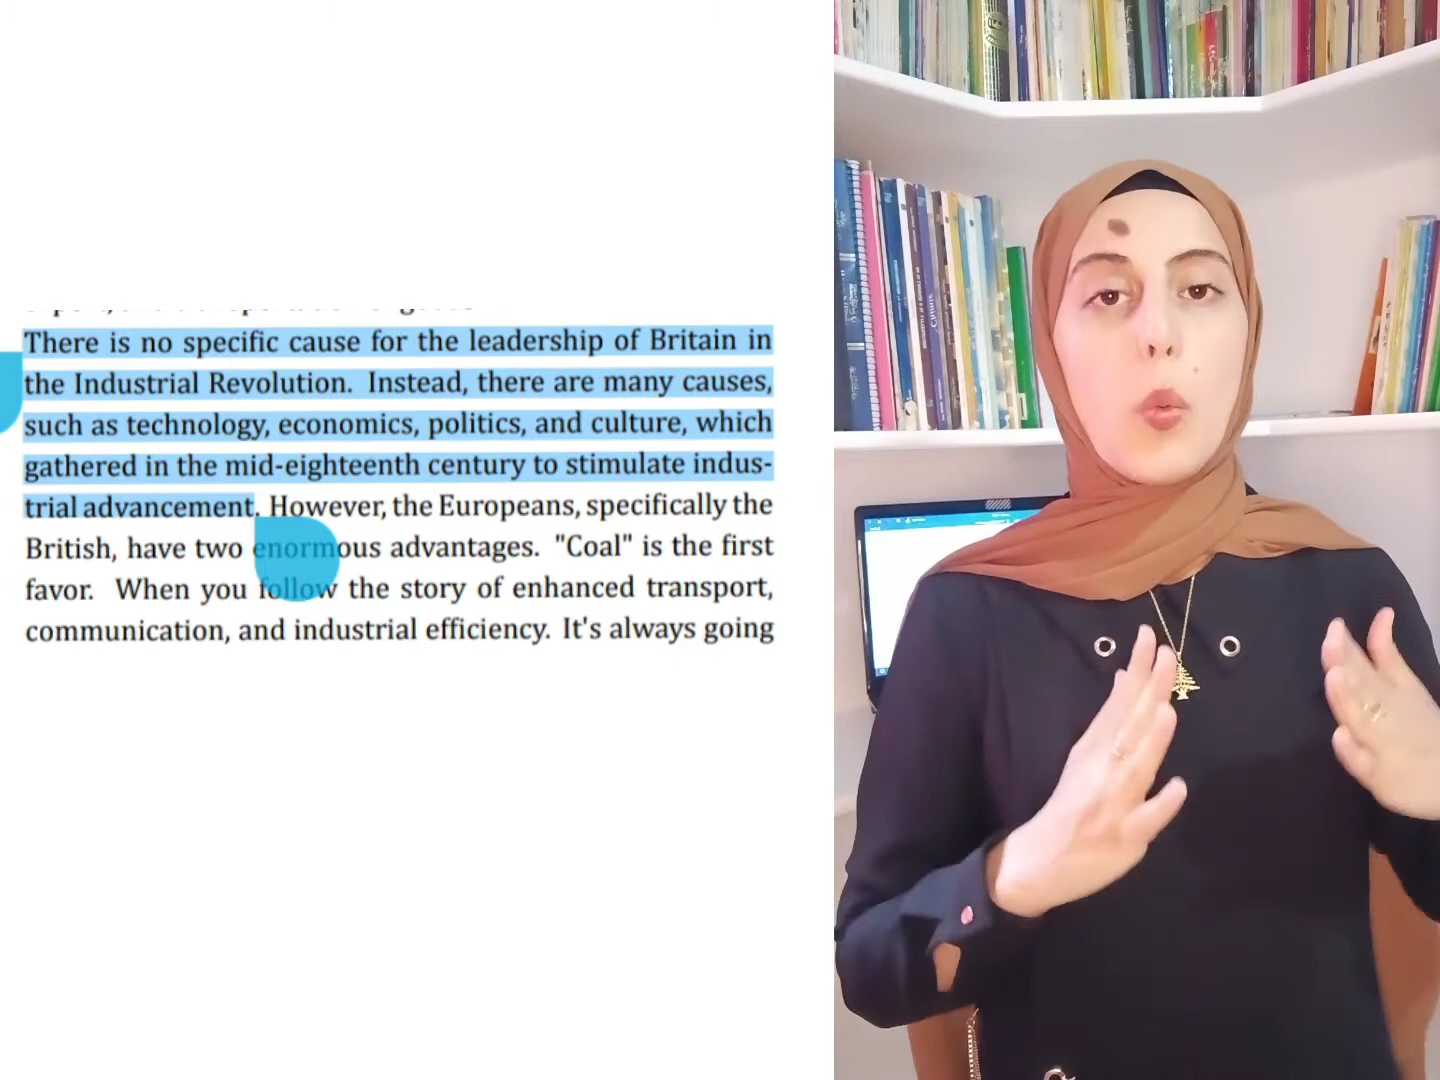 There is no specific cause for the leadership of Britain in
the Industrial Revolution. Instead, there are many causes,
such as technology, economics, politics, and culture, which
gathered in the mid-eighteenth century to stimulate indus-
trial advancement. However, the Europeans, specifically the
British, have two enormous advantages. "Coal" is the first
favor. When you follow the story of enhanced transport,
communication, and industrial efficiency. It's always going